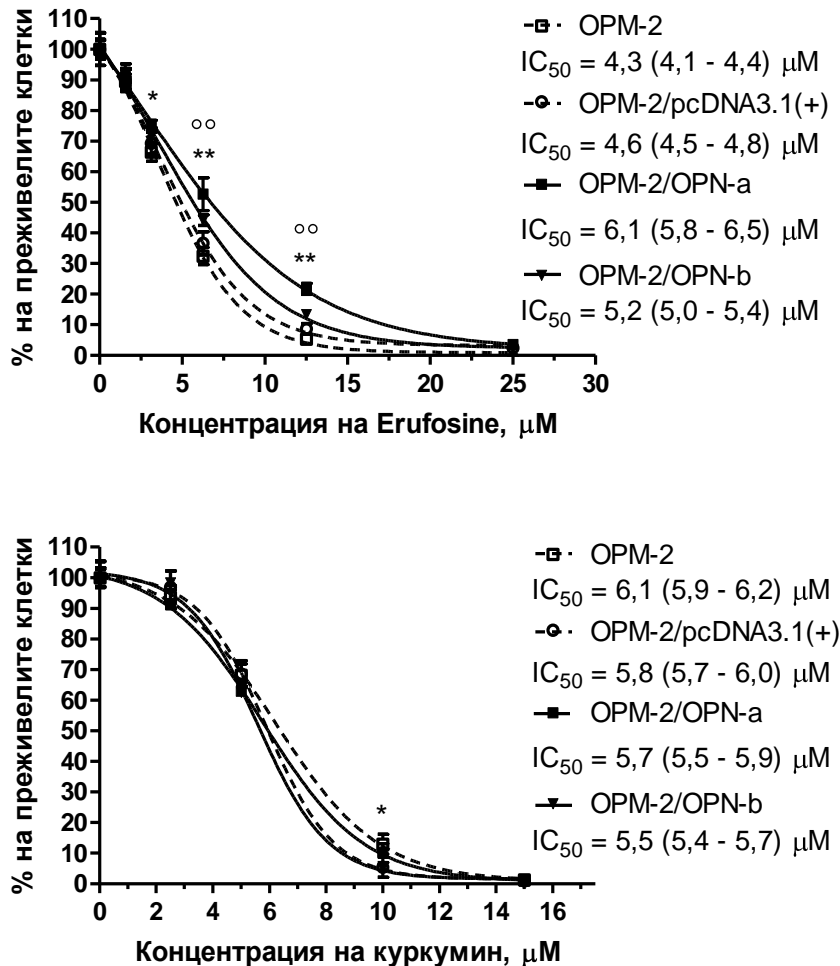 110
100
90
80
70
60
50
40
30
20
10
0
% на преживелите клетки
*
○○
**
○○
**
0 5 10 15 20 25 30
Концентрация на Erufosine, μM
OPM-2
IC50 = 4,3 (4,1 - 4,4) μM
OPM-2/pcDNA3.1(+)
IC50 = 4,6 (4,5 - 4,8) μM
OPM-2/OPN-a
IC50 = 6,1 (5,8 - 6,5) μM
OPM-2/OPN-b
IC50 = 5,2 (5,0 - 5,4) μM
110
100
90
80
70
60
50
40
30
20
10
0
% на преживелите клетки
*
0 2 4 6 8 10 12 14 16
Концентрация на куркумин, μM
OPM-2
IC50 = 6,1 (5,9 - 6,2) μM
OPM-2/pcDNA3.1(+)
IC50 = 5,8 (5,7 - 6,0) μM
OPM-2/OPN-a
IC50 = 5,7 (5,5 - 5,9) μM
OPM-2/OPN-b
IC50 = 5,5 (5,4 - 5,7) μM